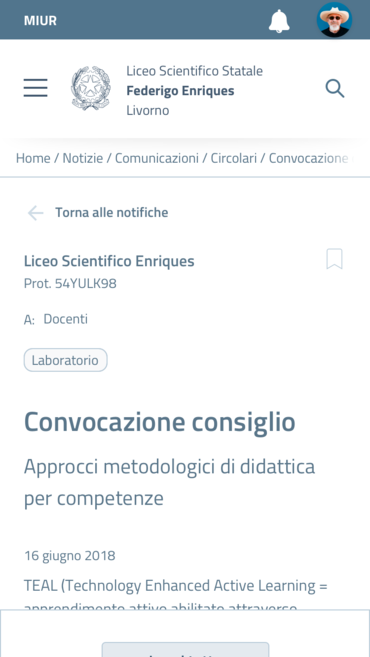 MIUR
Liceo Scientifico Statale
Federigo Enriques
Livorno
Home / Notizie / Comunicazioni / Circolari / Convocazione
Torna alle notifiche
Liceo Scientifico Enriques
Prot. 54YULK98
A: Docenti
Laboratorio
Convocazione consiglio
Approcci metodologici di didattica
per competenze
16 giugno 2018
TEAL (Technology Enhanced Active Learning =
apprendimento attivo abilitato attraverso